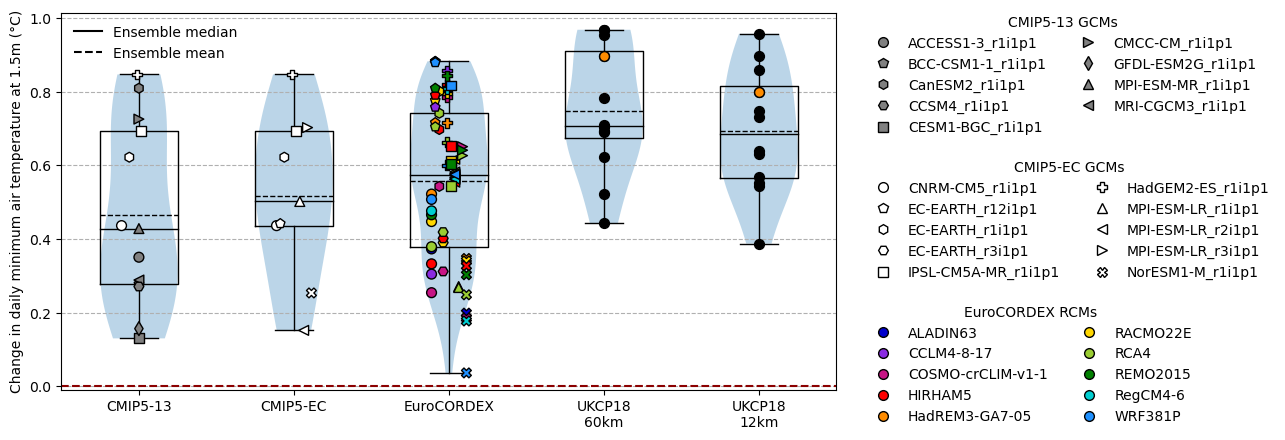 Change in daily minimum air temperature at 1.5m (°C)
1.0
0.8
0.6
0.4
0.2
0.0
Ensemble median
Ensemble mean
CMIP5-13
CMIP5-EC
EuroCORDEX
UKCP18
60km
UKCP18
12km
CMIP5-13 GCMs
ACCESS1-3_r1i1p1
BCC-CSM1-1_r1i1p1
CanESM2_r1i1p1
CCSM4_r1i1p1
CESM1-BGC_r1i1p1
CMCC-CM_r1i1p1
GFDL-ESM2G_r1i1p1
MPI-ESM-MR_r1i1p1
MRI-CGCM3_r1i1p1
CMIP5-EC GCMs
CNRM-CM5_r1i1p1
EC-EARTH_r12i1p1
EC-EARTH_r1i1p1
EC-EARTH_r3i1p1
IPSL-CM5A-MR_r1i1p1
HadGEM2-ES_r1i1p1
MPI-ESM-LR_r1i1p1
MPI-ESM-LR_r2i1p1
MPI-ESM-LR_r3i1p1
NorESM1-M_r1i1p1
EuroCORDEX RCMs
ALADIN63
CCLM4-8-17
COSMO-crCLIM-v1-1
HIRHAM5
HadREM3-GA7-05
RACMO22E
RCA4
REMO2015
RegCM4-6
WRF381P